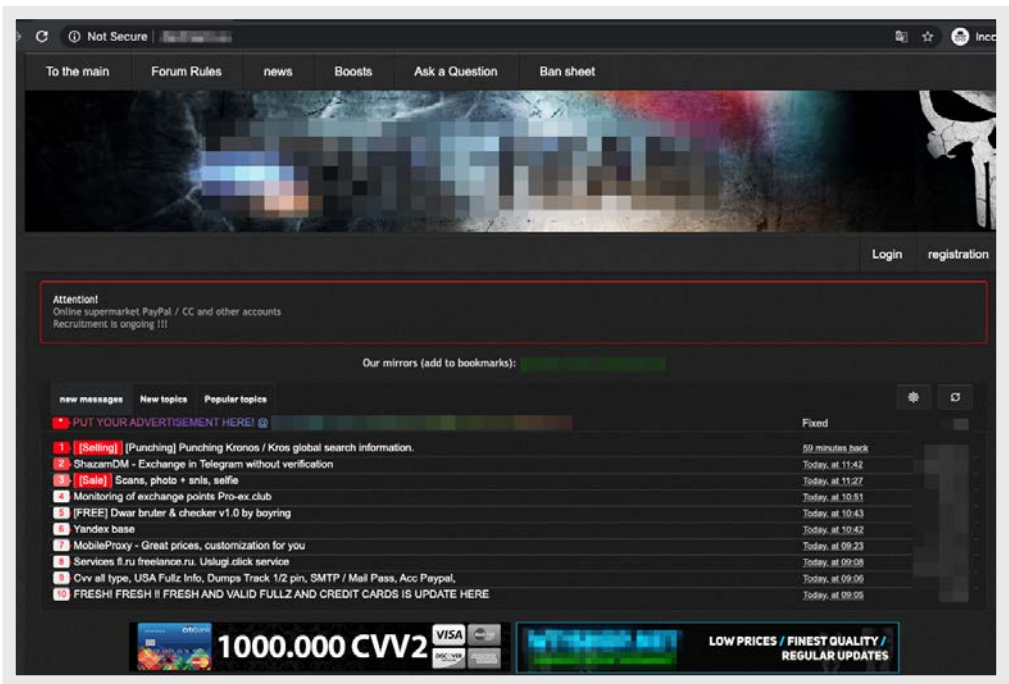 Not Secure
Incc
To the main Forum Rules news Boosts Ask a Question Ban sheet
Login registration
Attention!
Online supermarket PayPal / CC and other accounts
Recruitment is ongoing !!!
Our mirrors (add to bookmarks):
new messages New topics Popular topics
* PUT YOUR ADVERTISEMENT HERE! @ Fixed
1 [Selling] [Punching] Punching Kronos / Kros global search information. 59 minutes back
2 ShazamDM - Exchange in Telegram without verification Today, at 11:42
3 [Sale] Scans, photo + snls, selfie Today, at 11:27
4 Monitoring of exchange points Pro-ex.club Today, at 10:51
5 [FREE] Dwar bruter & checker v1.0 by boyring Today, at 10:43
6 Yandex base Today, at 10:42
7 MobileProxy - Great prices, customization for you Today, at 09:23
8 Services fl.ru freelance.ru. Uslugi.click service Today, at 09:08
9 Cvv all type, USA Fullz Info, Dumps Track 1/2 pin, SMTP / Mail Pass, Acc Paypal, Today, at 09:06
10 FRESH! FRESH !! FRESH AND VALID FULLZ AND CREDIT CARDS IS UPDATE HERE Today, at 09:05
citibank
1000.000 CVV2
VISA
DISCOVER
LOW PRICES / FINEST QUALITY /
REGULAR UPDATES